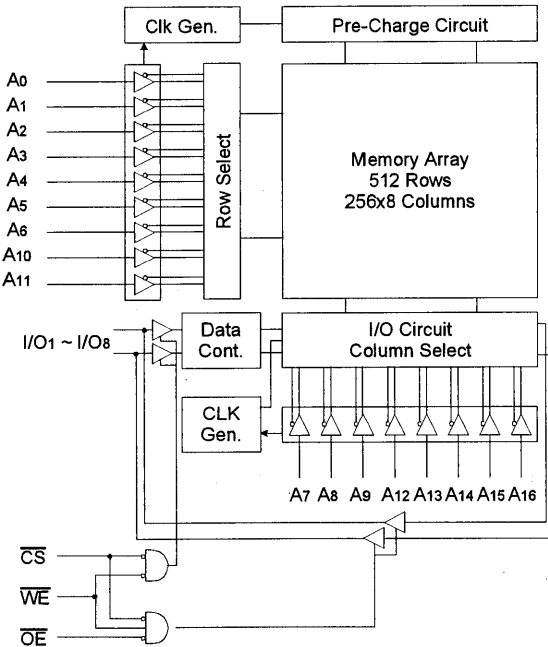 Clk Gen.
Pre-Charge Circuit
A0
A1
A2
A3
A4
A5
A6
A10
A11
Row Select
Memory Array
512 Rows
256x8 Columns
I/O1 ~ I/O8
Data
Cont.
I/O Circuit
Column Select
CLK
Gen.
A7 A8 A9 A12 A13 A14 A15 A16
CS
WE
OE